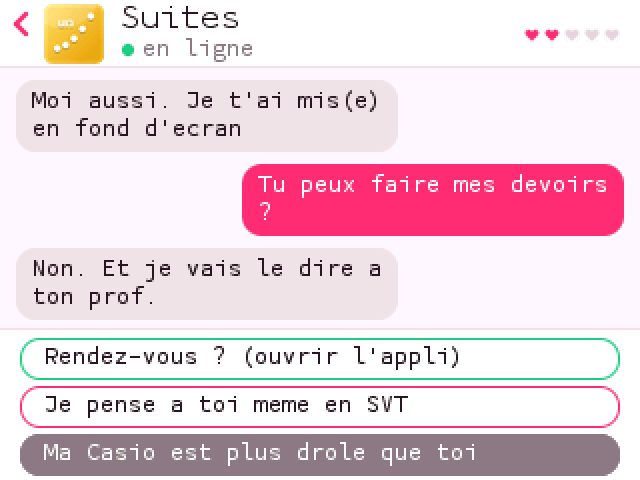 Suites
un
en ligne
Moi aussi. Je t'ai mis(e)
en fond d'ecran
Tu peux faire mes devoirs
?
Non. Et je vais le dire a
ton prof.
Rendez-vous ? (ouvrir l'appli)
Je pense a toi meme en SVT
Ma Casio est plus drole que toi